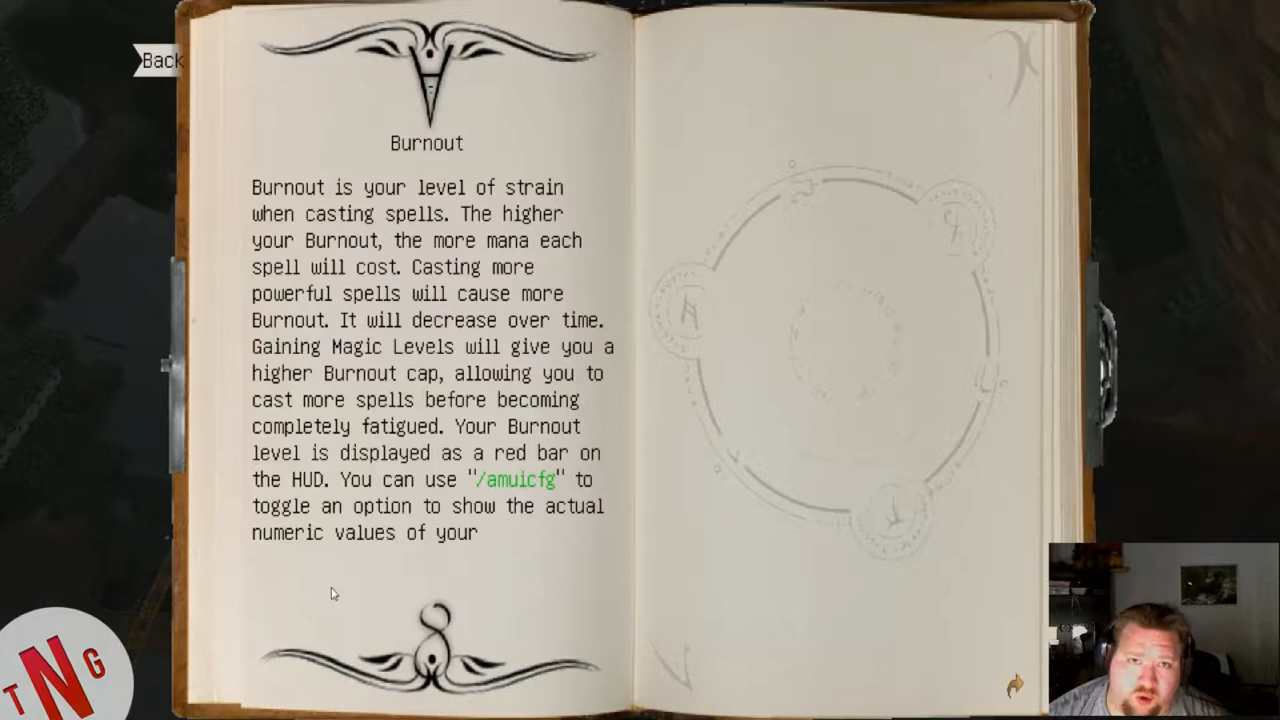 Back
Burnout
Burnout is your level of strain
when casting spells. The higher
your Burnout, the more mana each
spell will cost. Casting more
powerful spells will cause more
Burnout. It will decrease over time.
Gaining Magic Levels will give you a
higher Burnout cap, allowing you to
cast more spells before becoming
completely fatigued. Your Burnout
level is displayed as a red bar on
the HUD. You can use "/amuicfg" to
toggle an option to show the actual
numeric values of your
TNG